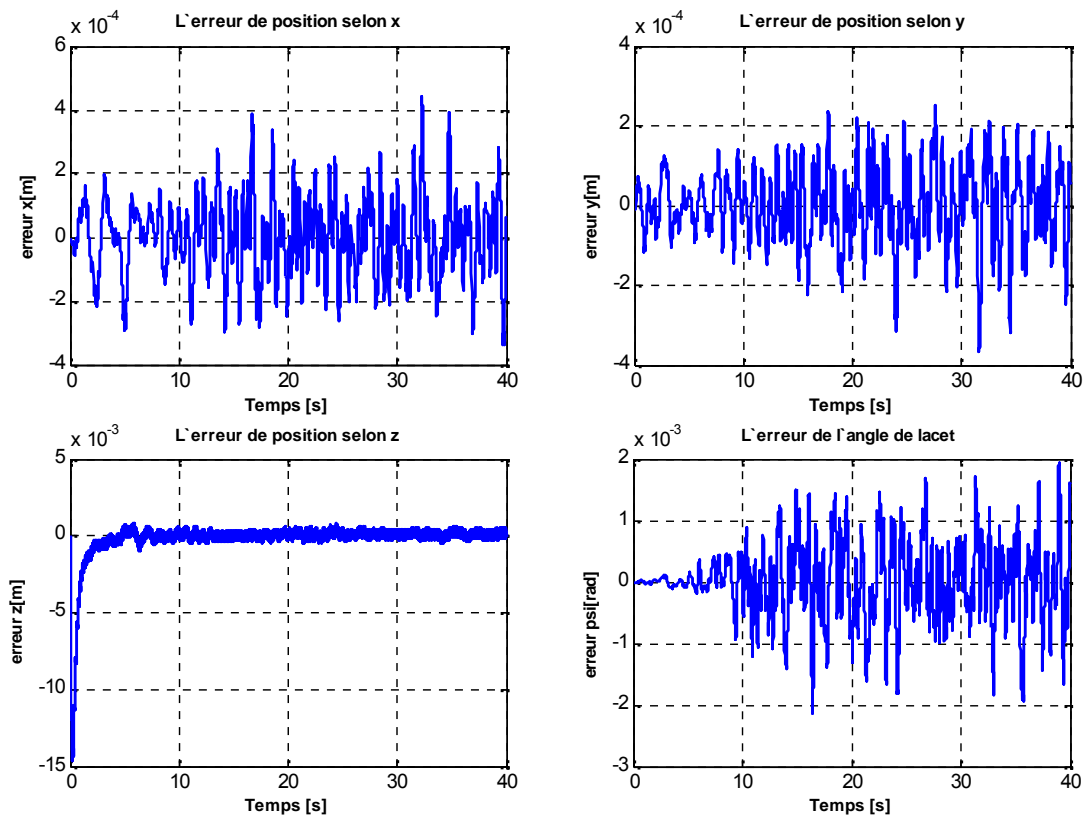 L`erreur de position selon x
x 10-4
6
4
2
0
-2
-4
erreur x[m]
0 10 20 30 40
Temps [s]
L`erreur de position selon y
x 10-4
4
2
0
-2
-4
erreur y[m]
0 10 20 30 40
Temps [s]
L`erreur de position selon z
x 10-3
5
0
-5
-10
-15
erreur z[m]
0 10 20 30 40
Temps [s]
L`erreur de l`angle de lacet
x 10-3
2
1
0
-1
-2
-3
erreur psi[rad]
0 10 20 30 40
Temps [s]